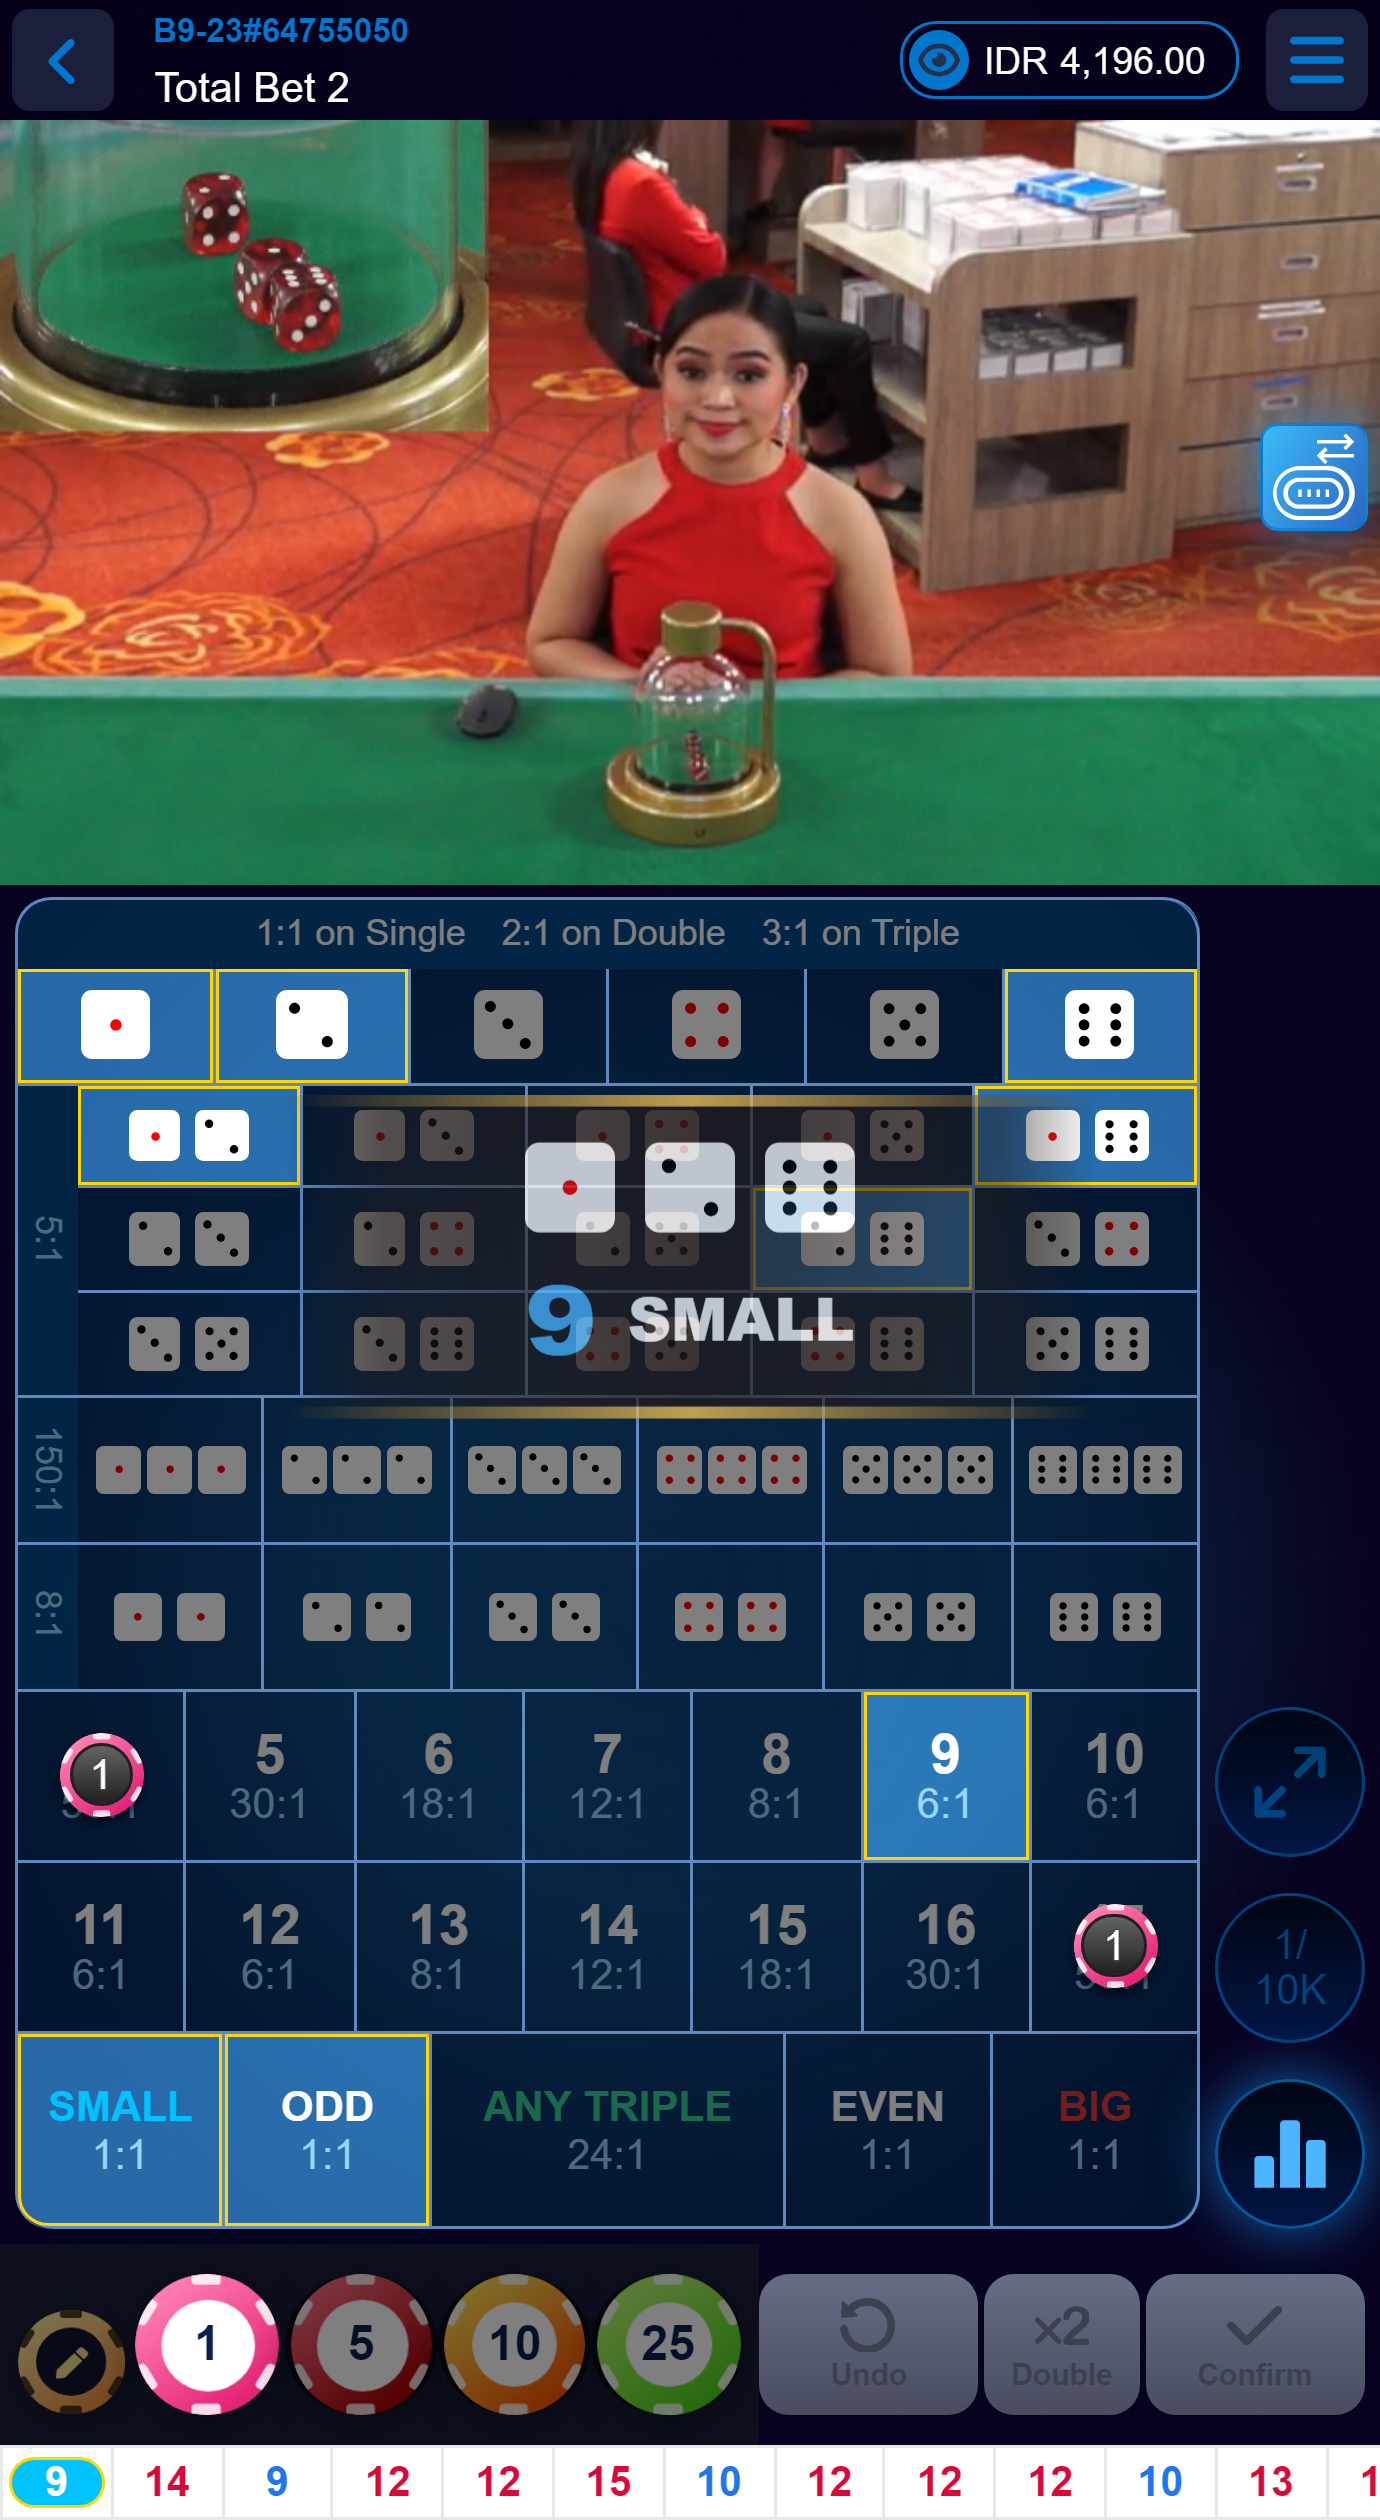 B9-23#64755050
Total Bet 2
IDR 4,196.00
1:1 on Single 2:1 on Double 3:1 on Triple
5:1
9 SMALL
150:1
8:1
1 5 6 7 8 9 10
30:1 18:1 12:1 8:1 6:1 6:1
11 12 13 14 15 16 1
6:1 6:1 8:1 12:1 18:1 30:1
1/
10K
SMALL ODD ANY TRIPLE EVEN BIG
1:1 1:1 24:1 1:1 1:1
1 5 10 25
x2
Undo Double Confirm
9 14 9 12 12 15 10 12 12 12 10 13